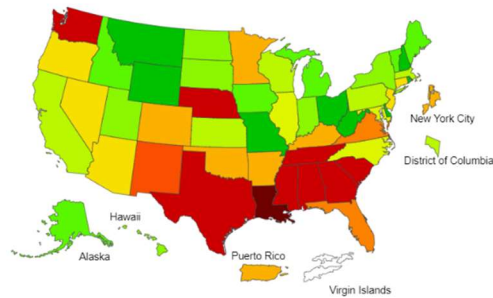 New York City
District of Columbia
Hawaii
Alaska
Puerto Rico
Virgin Islands